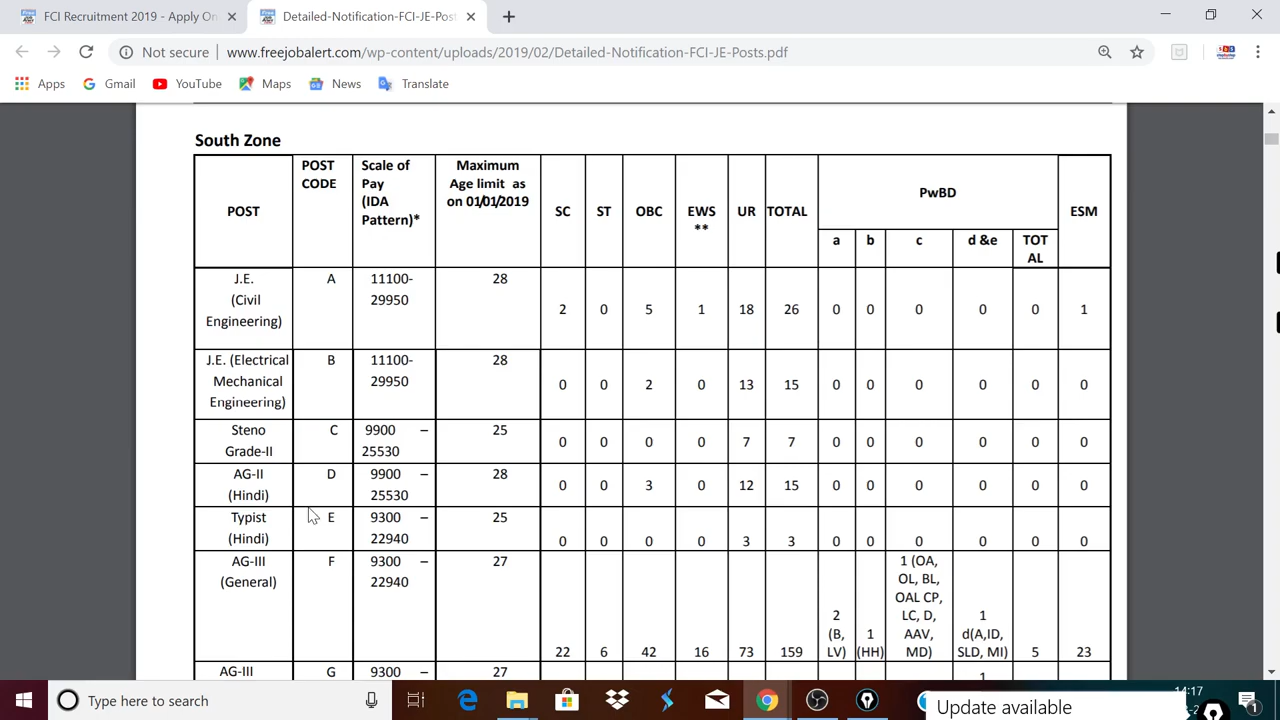 FCI Recruitment 2019 - Apply On
Detailed-Notification-FCI-JE-Posts
Not secure
www.freejobalert.com/wp-content/uploads/2019/02/Detailed-Notification-FCI-JE-Posts.pdf
Apps
Gmail
YouTube
Maps
News
Translate
South Zone
POST
POST CODE
Scale of Pay (IDA Pattern)*
Maximum Age limit as on 01/01/2019
SC
ST
OBC
EWS **
UR
TOTAL
PwBD
ESM
a b c d &e TOT AL
J.E. (Civil Engineering) A 11100-29950 28 2 0 5 1 18 26 0 0 0 0 0 1
J.E. (Electrical Mechanical Engineering) B 11100-29950 28 0 0 2 0 13 15 0 0 0 0 0 0
Steno Grade-II C 9900 – 25530 25 0 0 0 0 7 7 0 0 0 0 0 0
AG-II (Hindi) D 9900 – 25530 28 0 0 3 0 12 15 0 0 0 0 0 0
Typist (Hindi) E 9300 – 22940 25 0 0 0 0 3 3 0 0 0 0 0 0
AG-III (General) F 9300 – 22940 27 22 6 42 16 73 159 2 (B, LV) 1 (HH) 1 (OA, OL, BL, OAL CP, LC, D, AAV, MD) 1 d(A,ID, SLD, MI) 5 23
AG-III G 9300 – 27 1
Type here to search
14:17
Update available
1